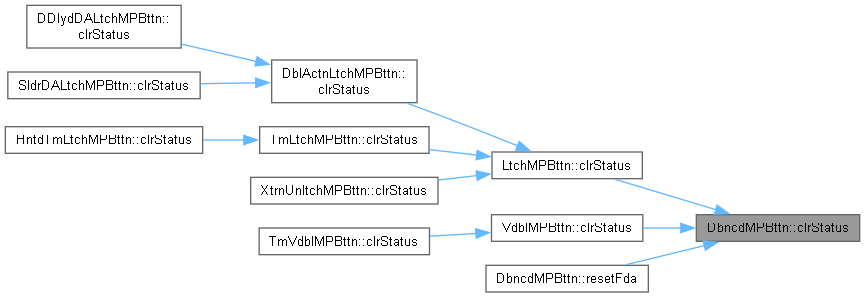 DDlydDALtchMPBttn::
clrStatus
SldrDALtchMPBttn::clrStatus
DblActnLtchMPBttn::
clrStatus
HntdTmLtchMPBttn::clrStatus
TmLtchMPBttn::clrStatus
LtchMPBttn::clrStatus
XtrnUnltchMPBttn::clrStatus
DbncdMPBttn::clrStatus
VdblMPBttn::clrStatus
TmVdblMPBttn::clrStatus
DbncdMPBttn::resetFda